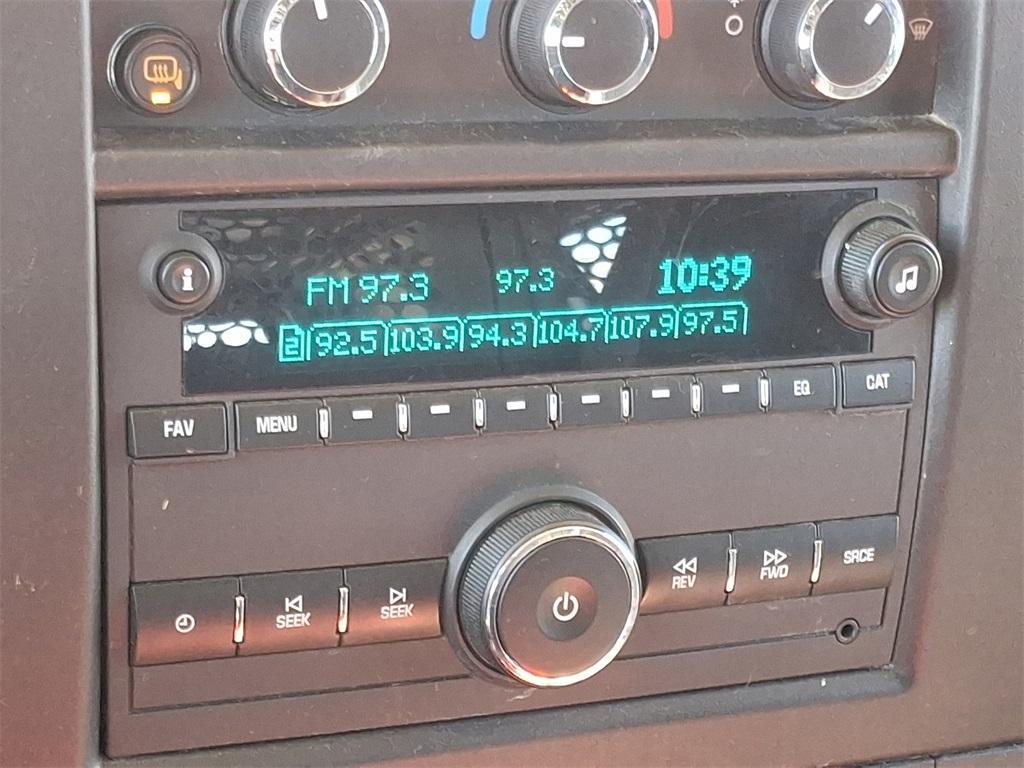 FM 97.3 97.3 10:39
2 92.5 103.9 94.3 104.7 107.9 97.5
i
FAV MENU EQ CAT
SEEK SEEK REV FWD SRCE